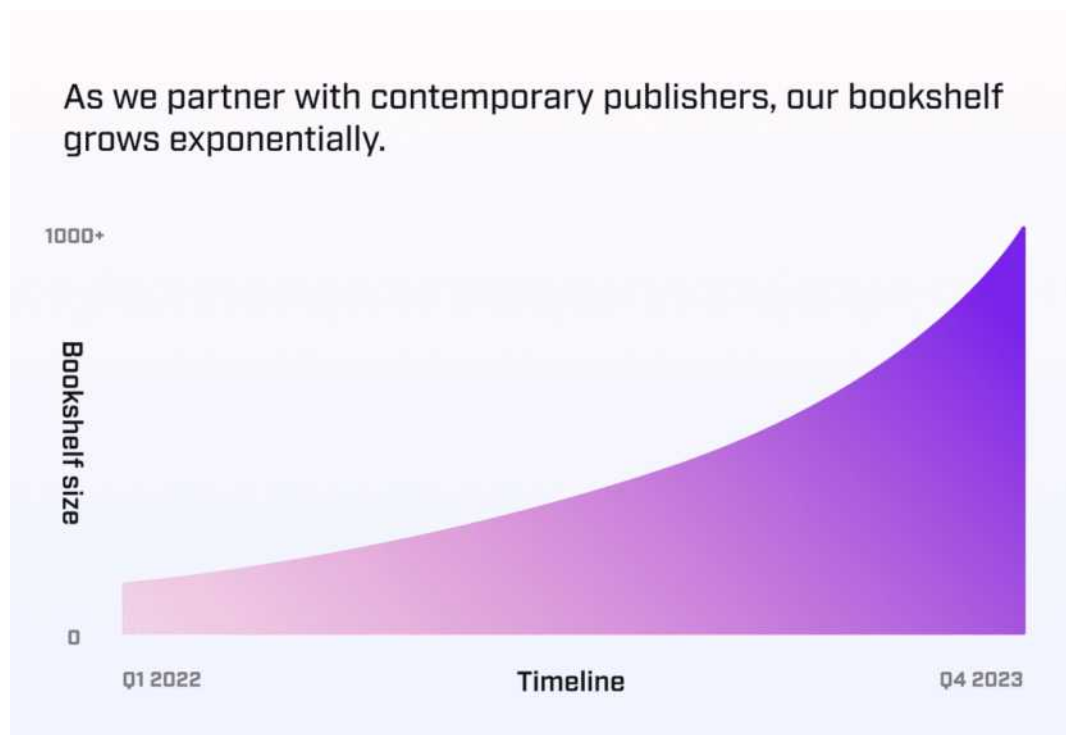 As we partner with contemporary publishers, our bookshelf
grows exponentially.
1000+
Bookshelf size
0
Q1 2022
Timeline
Q4 2023